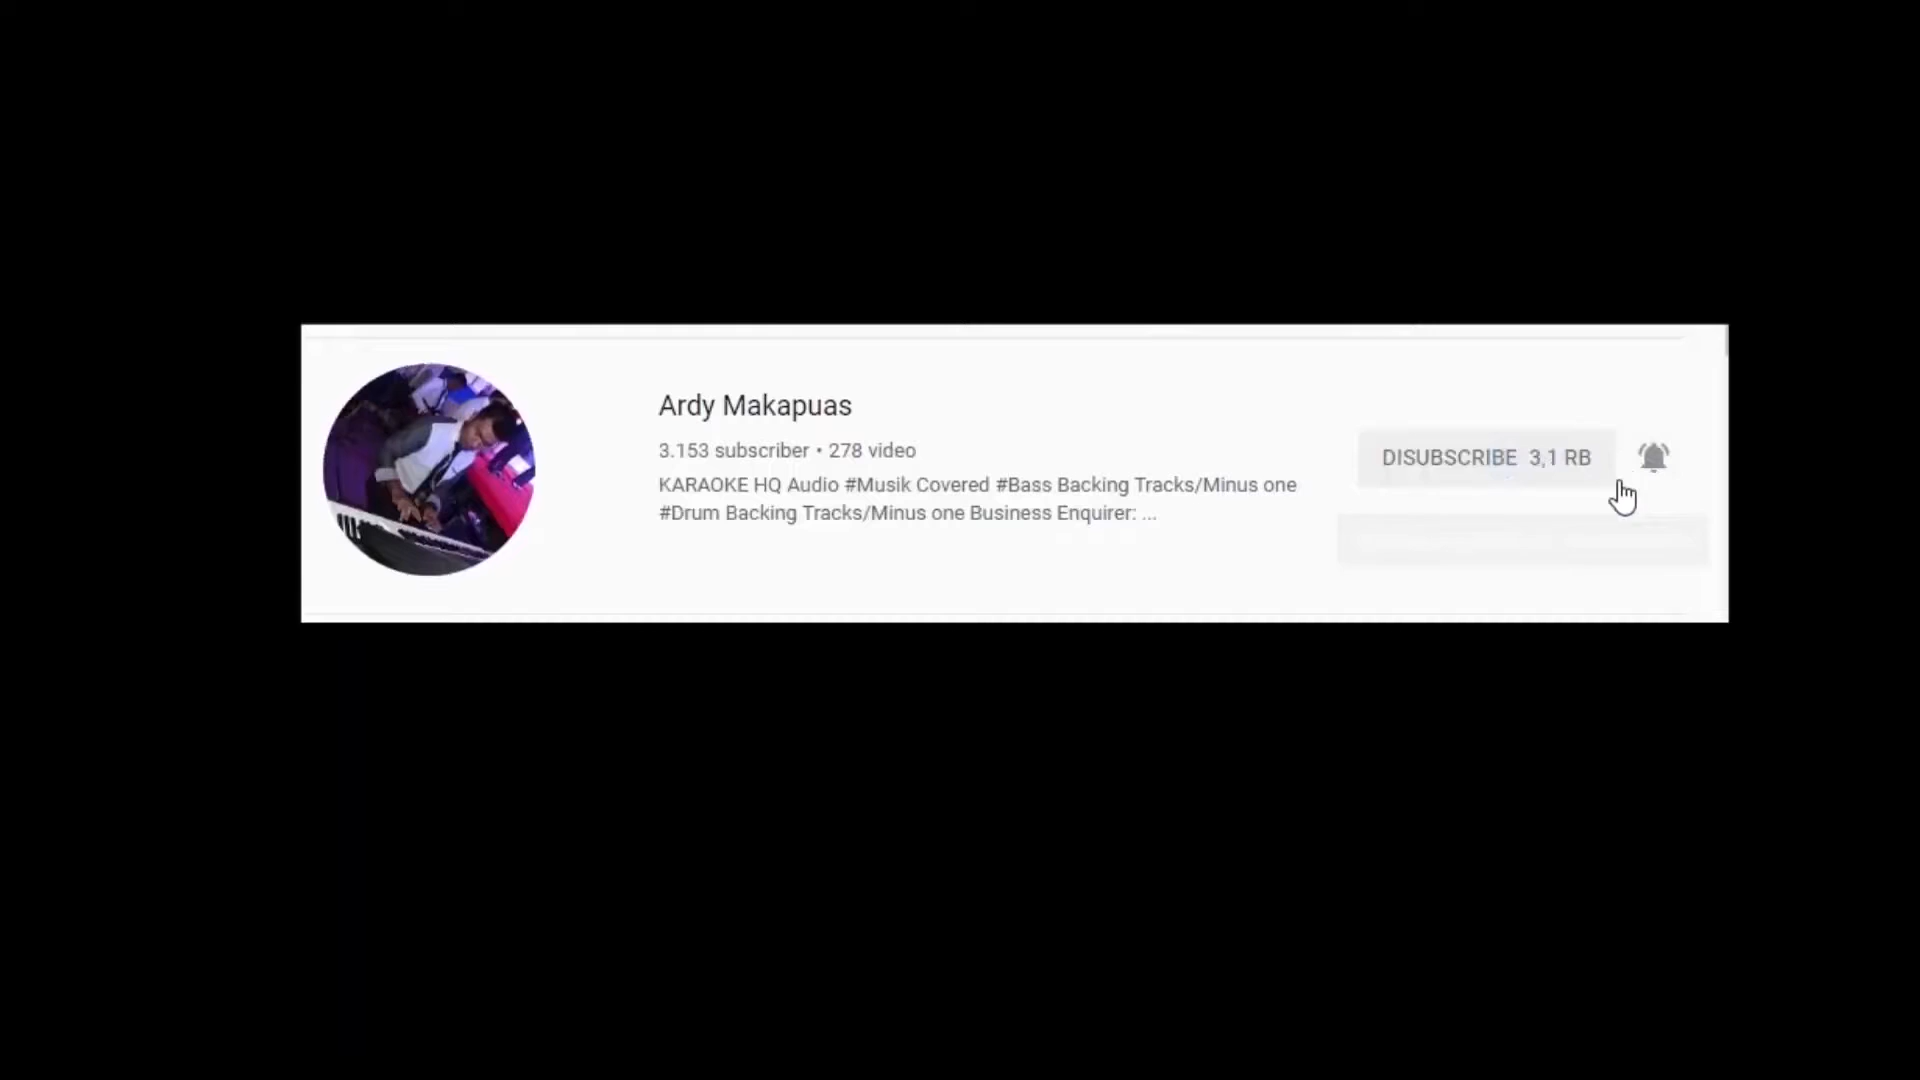 Ardy Makapuas
3.153 subscriber • 278 video
DISUBSCRIBE 3,1 RB
KARAOKE HQ Audio #Musik Covered #Bass Backing Tracks/Minus one
#Drum Backing Tracks/Minus one Business Enquirer: ...